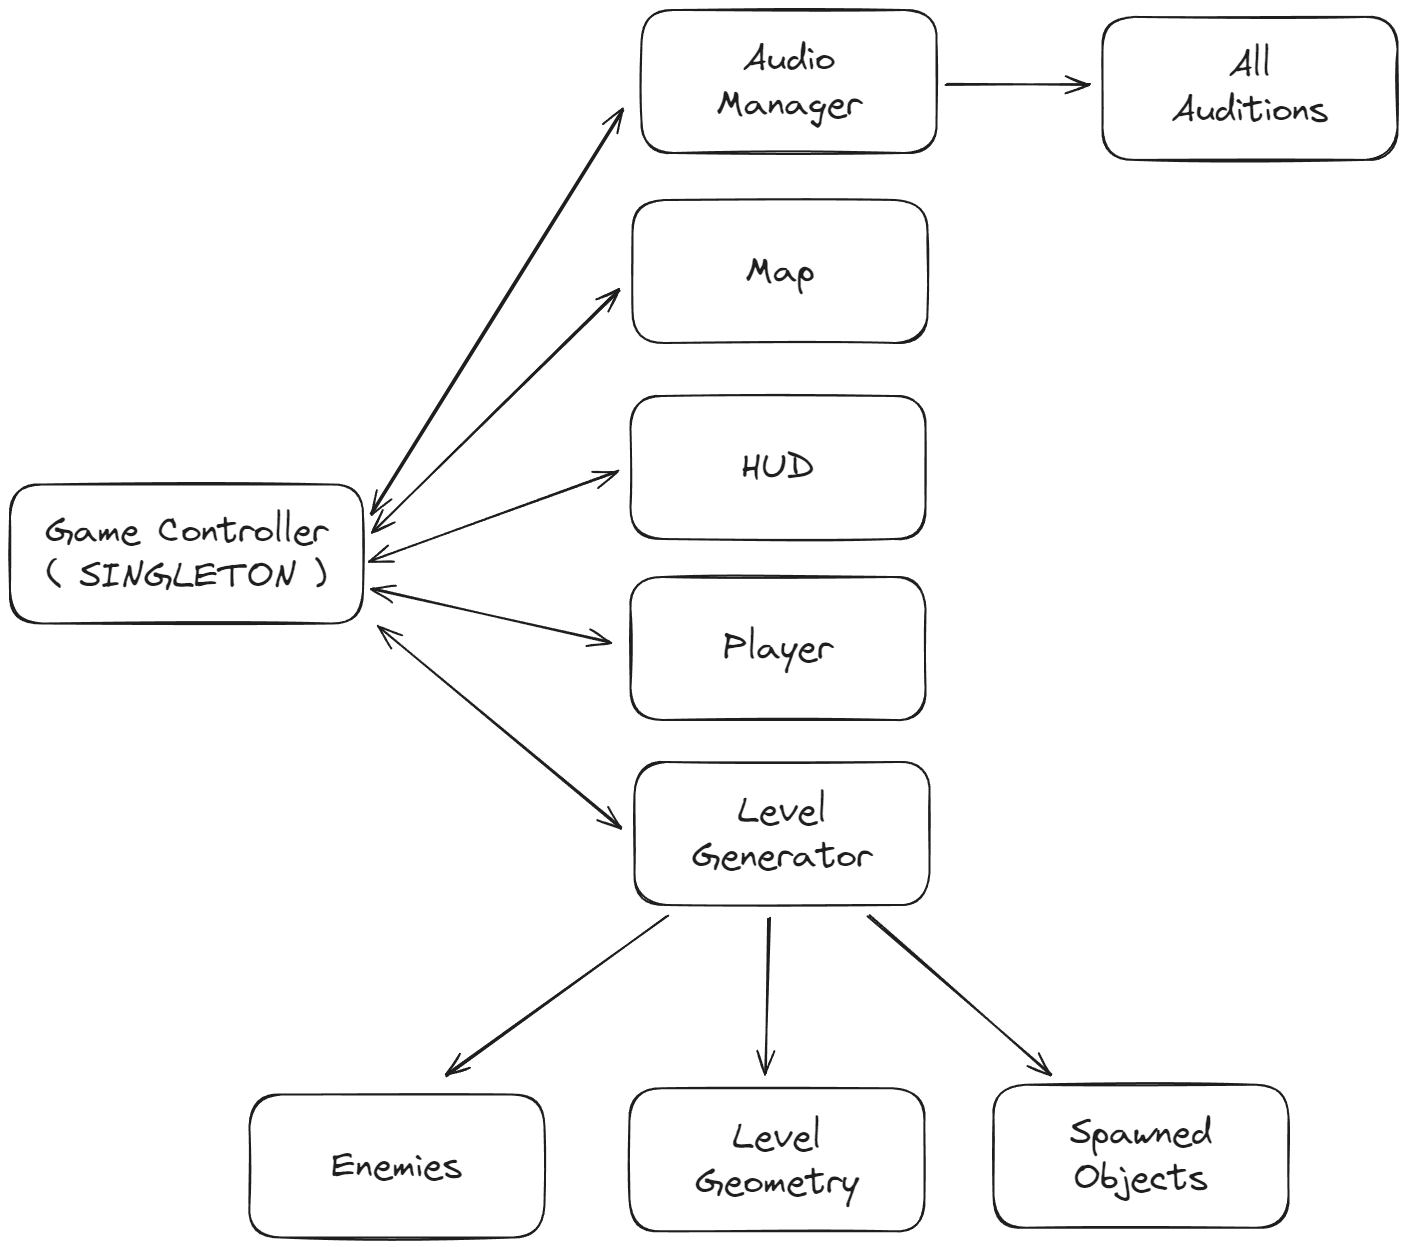 Audio
Manager
All
Auditions
Map
HUD
Game Controller
( SINGLETON )
Player
Level
Generator
Enemies
Level
Geometry
Spawned
Objects